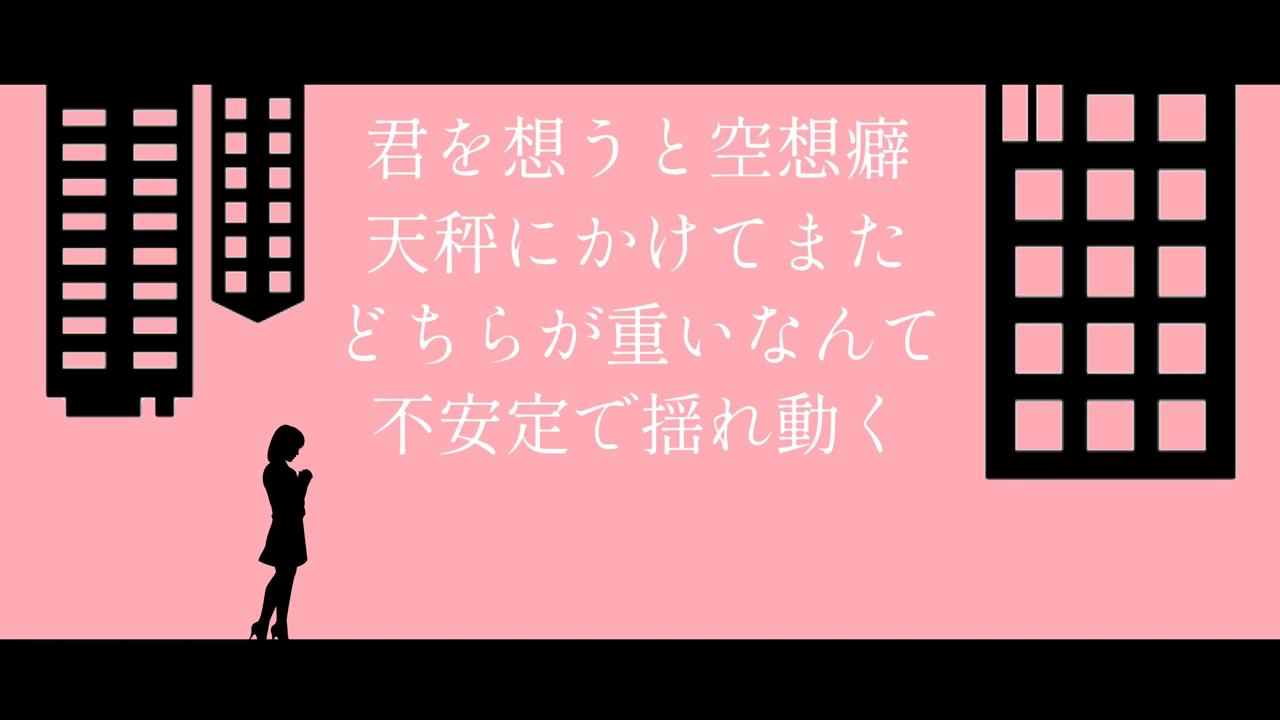 君を想うと空想癖
天秤にかけてまた
どちらが重いなんて
不安定で揺れ動く